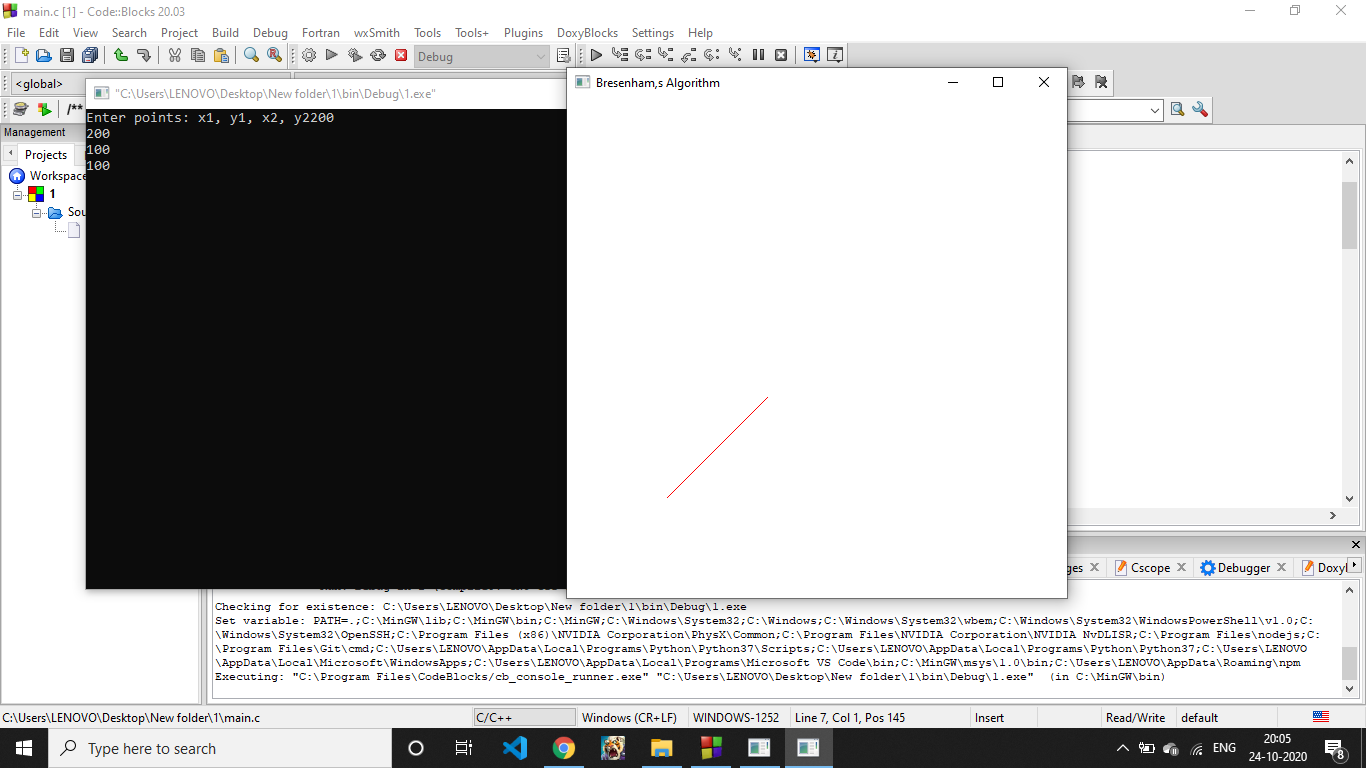 main.c [1] - Code::Blocks 20.03
File Edit View Search Project Build Debug Fortran wxSmith Tools Tools+ Plugins DoxyBlocks Settings Help
Debug
<global>
"C:\Users\LENOVO\Desktop\New folder\1\bin\Debug\1.exe"
Bresenham,s Algorithm
/**
Enter points: x1, y1, x2, y2200
200
100
100
Management
Projects
Workspace
1
Sou
ges Cscope Debugger Doxyl
Checking for existence: C:\Users\LENOVO\Desktop\New folder\1\bin\Debug\1.exe
Set variable: PATH=.;C:\MinGW\lib;C:\MinGW\bin;C:\MinGW;C:\Windows\System32;C:\Windows;C:\Windows\System32\wbem;C:\Windows\System32\WindowsPowerShell\v1.0;C:
\Windows\System32\OpenSSH;C:\Program Files (x86)\NVIDIA Corporation\PhysX\Common;C:\Program Files\NVIDIA Corporation\NVIDIA NvDLISR;C:\Program Files\nodejs;C:
\Program Files\Git\cmd;C:\Users\LENOVO\AppData\Local\Programs\Python\Python37\Scripts;C:\Users\LENOVO\AppData\Local\Programs\Python\Python37;C:\Users\LENOVO
\AppData\Local\Microsoft\WindowsApps;C:\Users\LENOVO\AppData\Local\Programs\Microsoft VS Code\bin;C:\MinGW\msys\1.0\bin;C:\Users\LENOVO\AppData\Roaming\npm
Executing: "C:\Program Files\CodeBlocks/cb_console_runner.exe" "C:\Users\LENOVO\Desktop\New folder\1\bin\Debug\1.exe"  (in C:\MinGW\bin)
C:\Users\LENOVO\Desktop\New folder\1\main.c C/C++ Windows (CR+LF) WINDOWS-1252 Line 7, Col 1, Pos 145 Insert Read/Write default
Type here to search
ENG
20:05
24-10-2020
8